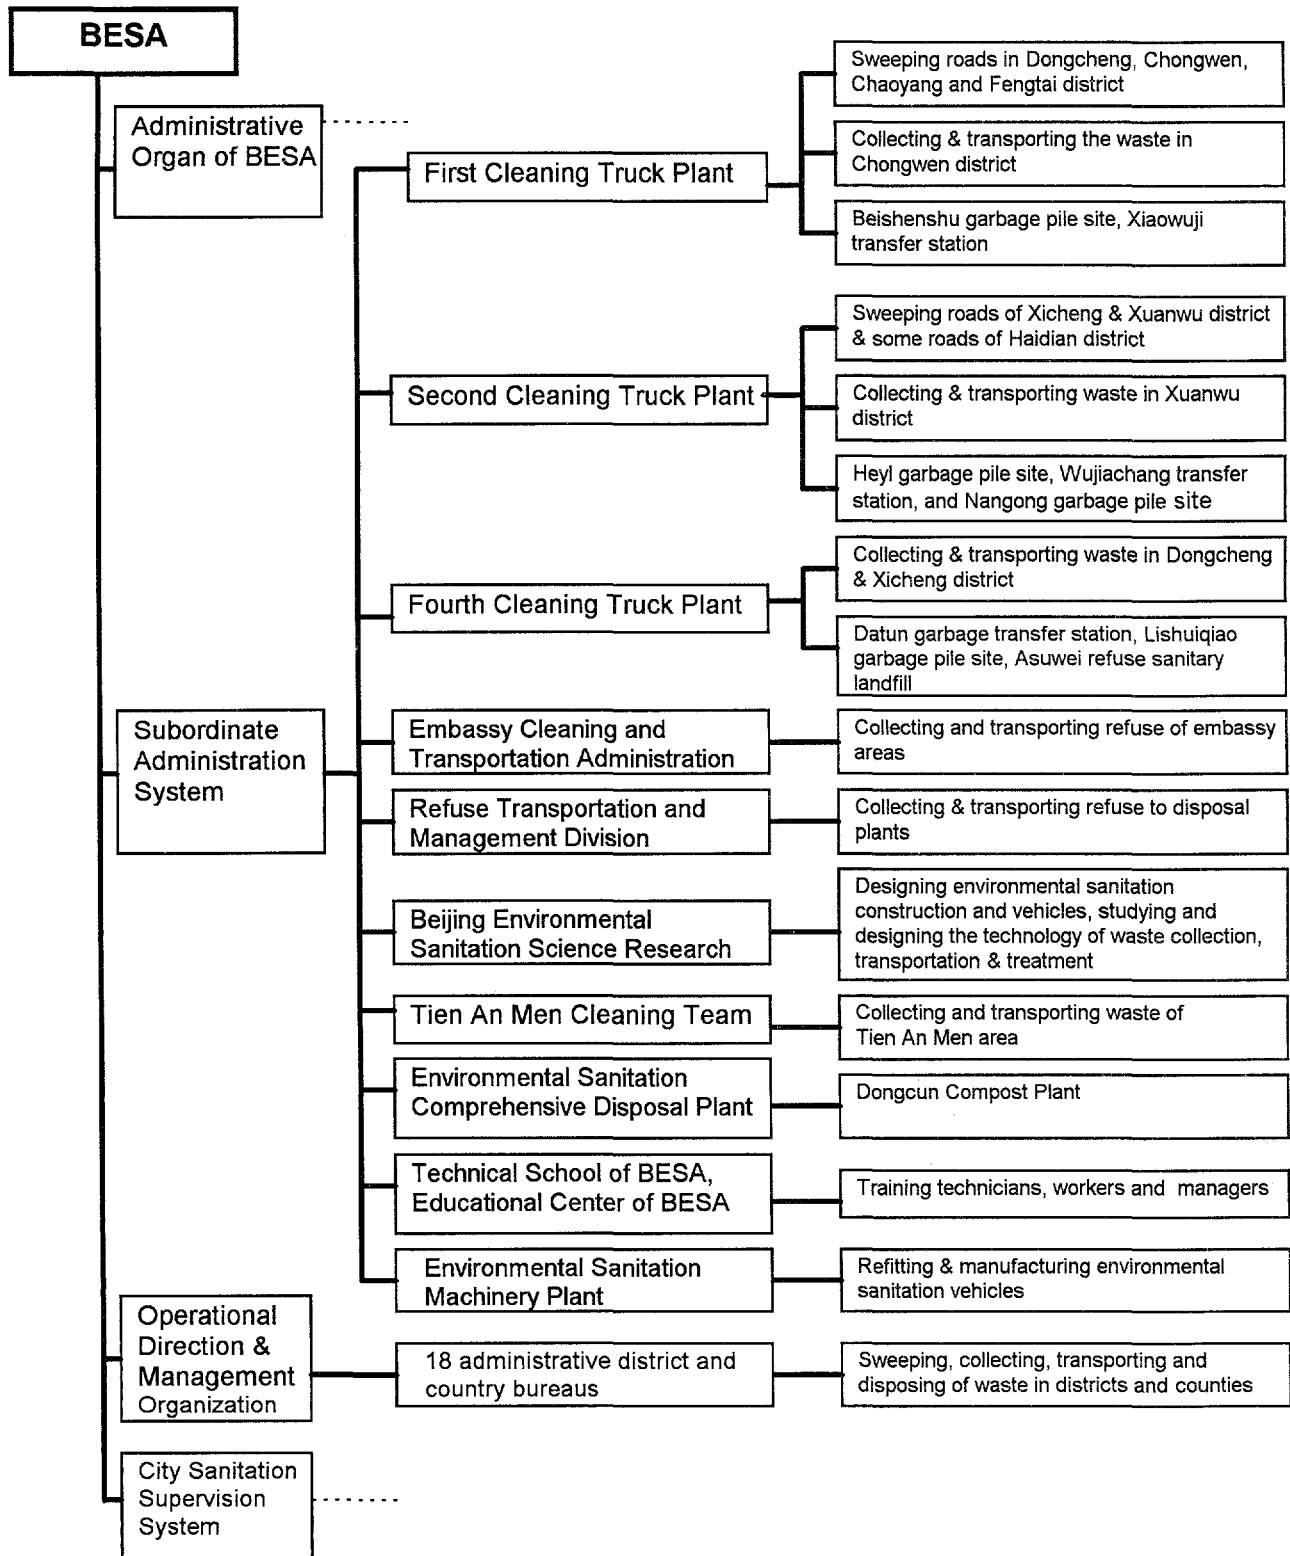 BESA
Administrative
Organ of BESA
First Cleaning Truck Plant
Sweeping roads in Dongcheng, Chongwen,
Chaoyang and Fengtai district
Collecting & transporting the waste in
Chongwen district
Beishenshu garbage pile site, Xiaowuji
transfer station
Second Cleaning Truck Plant
Sweeping roads of Xicheng & Xuanwu district
& some roads of Haidian district
Collecting & transporting waste in Xuanwu
district
Heyl garbage pile site, Wujiachang transfer
station, and Nangong garbage pile site
Fourth Cleaning Truck Plant
Collecting & transporting waste in Dongcheng
& Xicheng district
Datun garbage transfer station, Lishuiqiao
garbage pile site, Asuwei refuse sanitary
landfill
Subordinate
Administration
System
Embassy Cleaning and
Transportation Administration
Collecting and transporting refuse of embassy
areas
Refuse Transportation and
Management Division
Collecting & transporting refuse to disposal
plants
Beijing Environmental
Sanitation Science Research
Designing environmental sanitation
construction and vehicles, studying and
designing the technology of waste collection,
transportation & treatment
Tien An Men Cleaning Team
Collecting and transporting waste of
Tien An Men area
Environmental Sanitation
Comprehensive Disposal Plant
Dongcun Compost Plant
Technical School of BESA,
Educational Center of BESA
Training technicians, workers and managers
Environmental Sanitation
Machinery Plant
Refitting & manufacturing environmental
sanitation vehicles
Operational
Direction &
Management
Organization
18 administrative district and
country bureaus
Sweeping, collecting, transporting and
disposing of waste in districts and counties
City Sanitation
Supervision
System